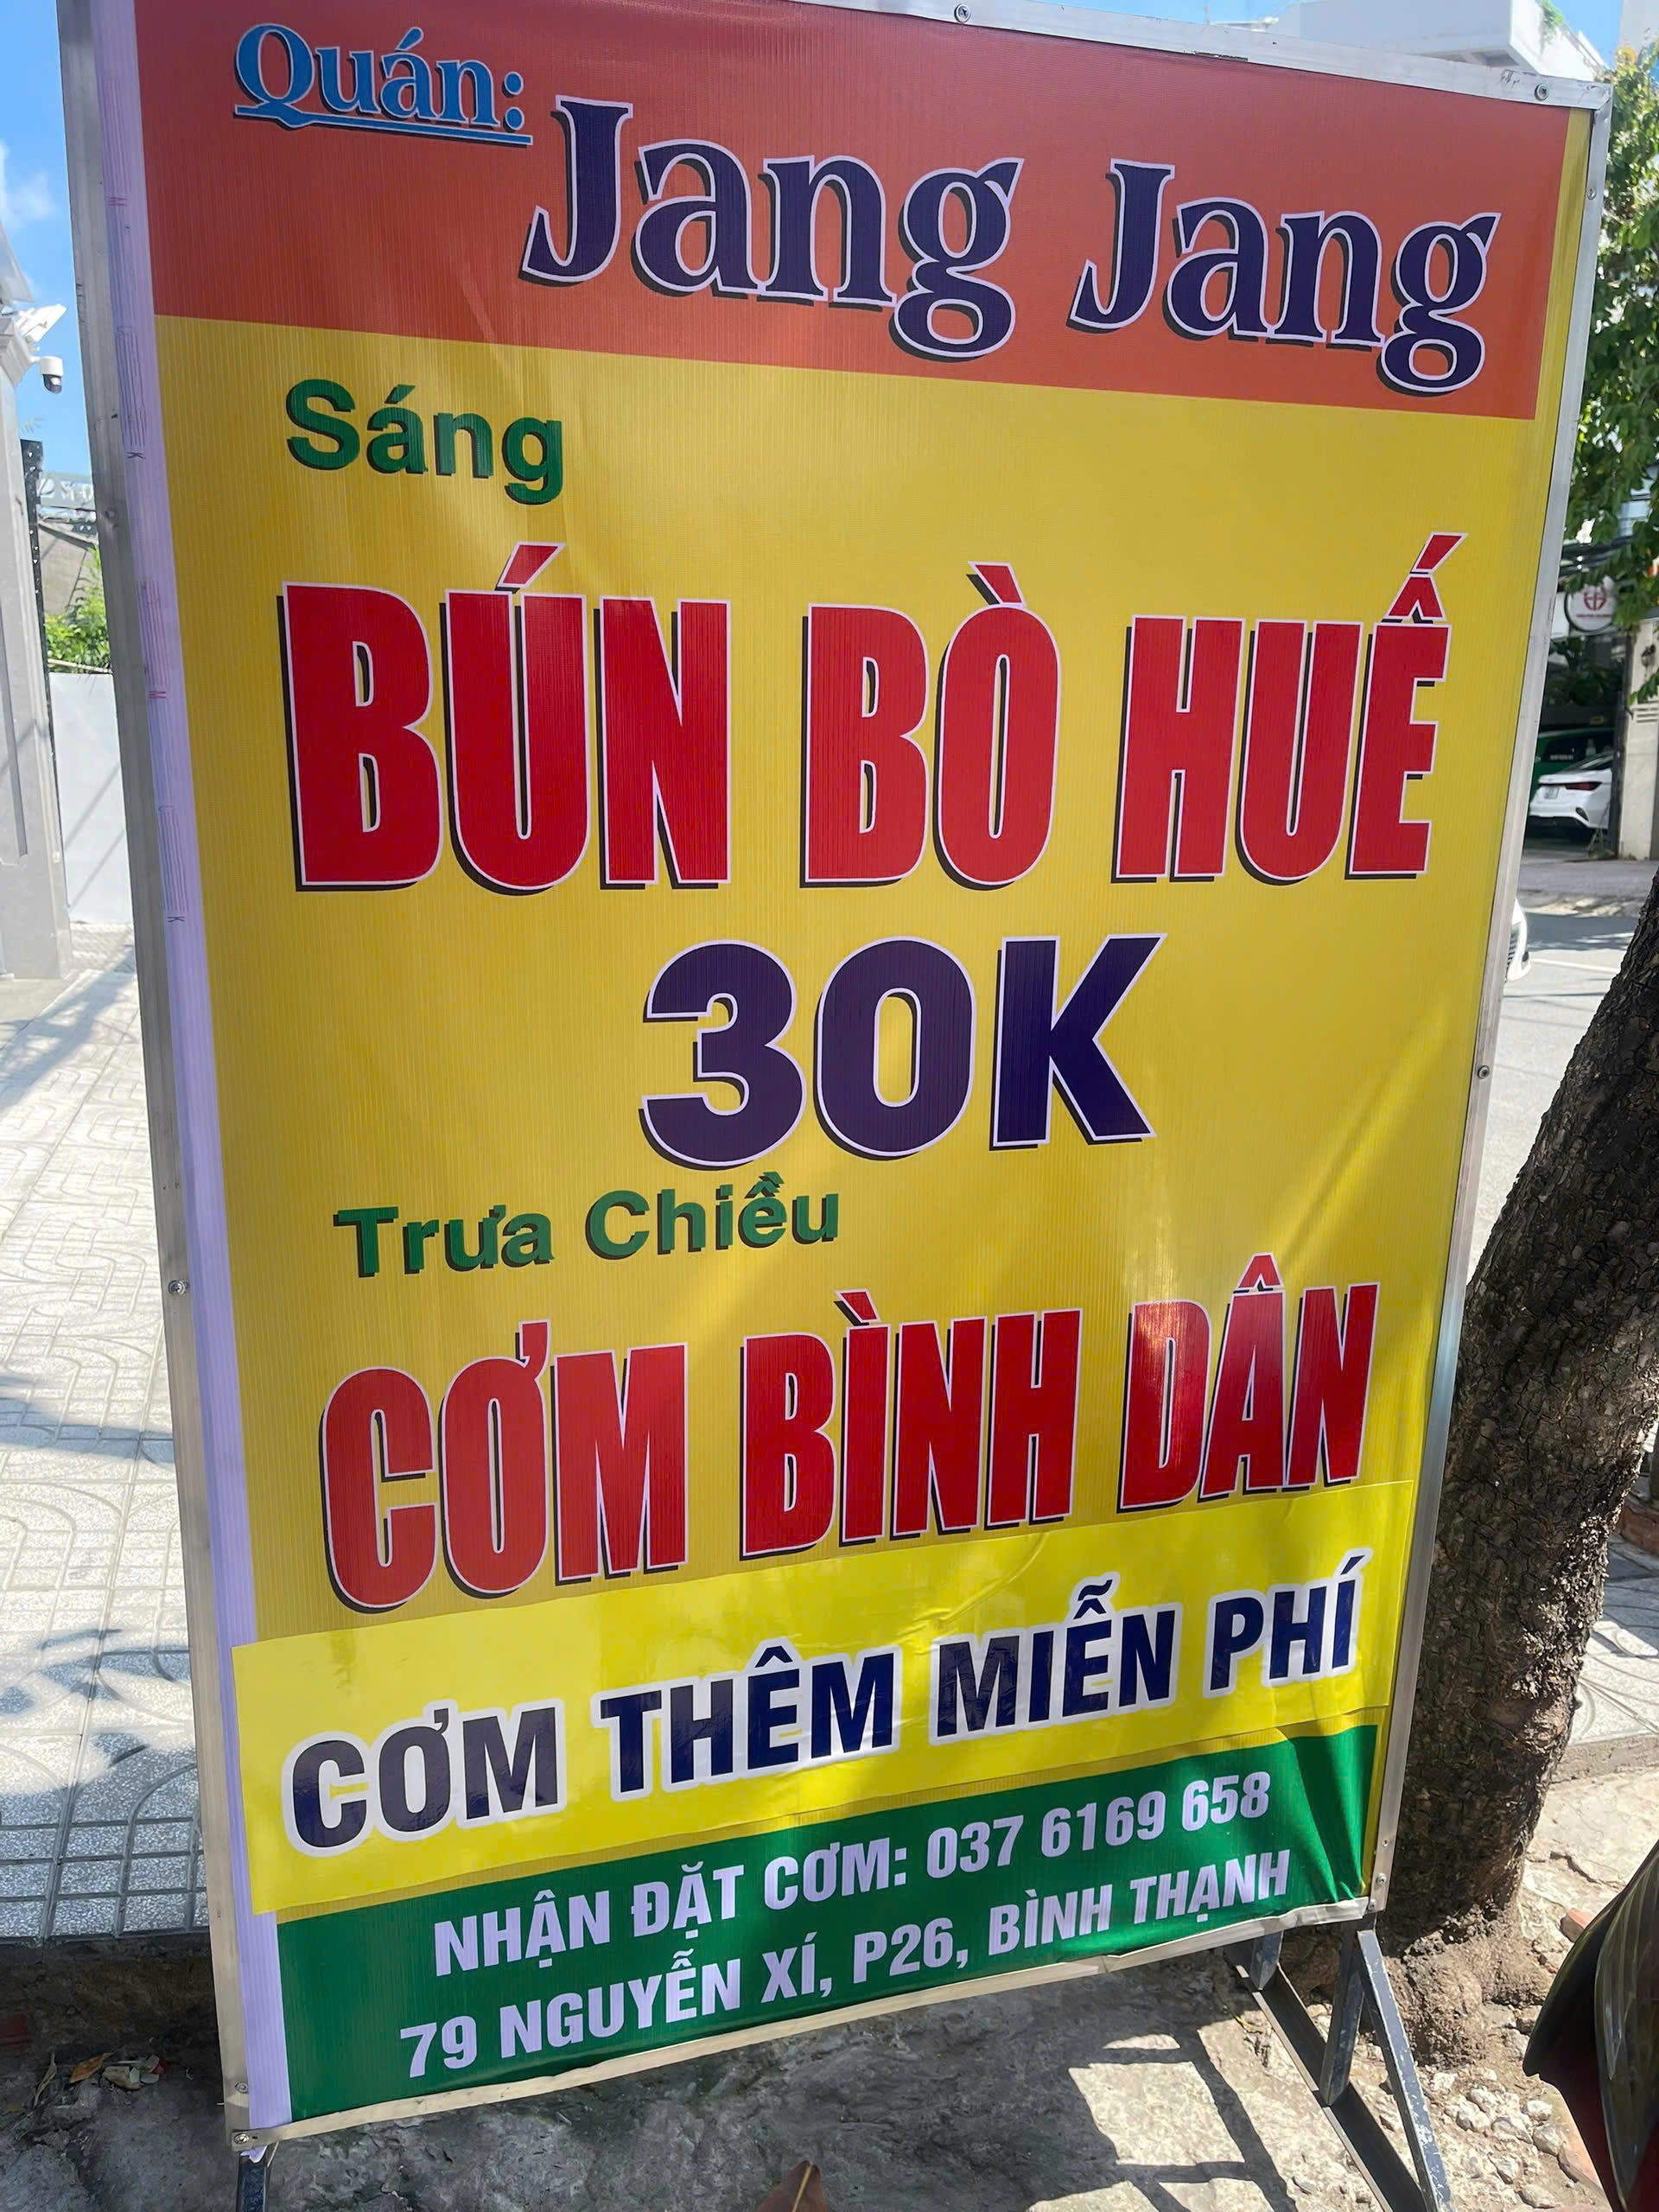 Quán:
Jang Jang
Sáng
BÚN BÒ HUẾ
30K
Trưa Chiều
CƠM BÌNH DÂN
CƠM THÊM MIỄN PHÍ
NHẬN ĐẶT CƠM: 037 6169 658
79 NGUYỄN XÍ, P26, BÌNH THẠNH